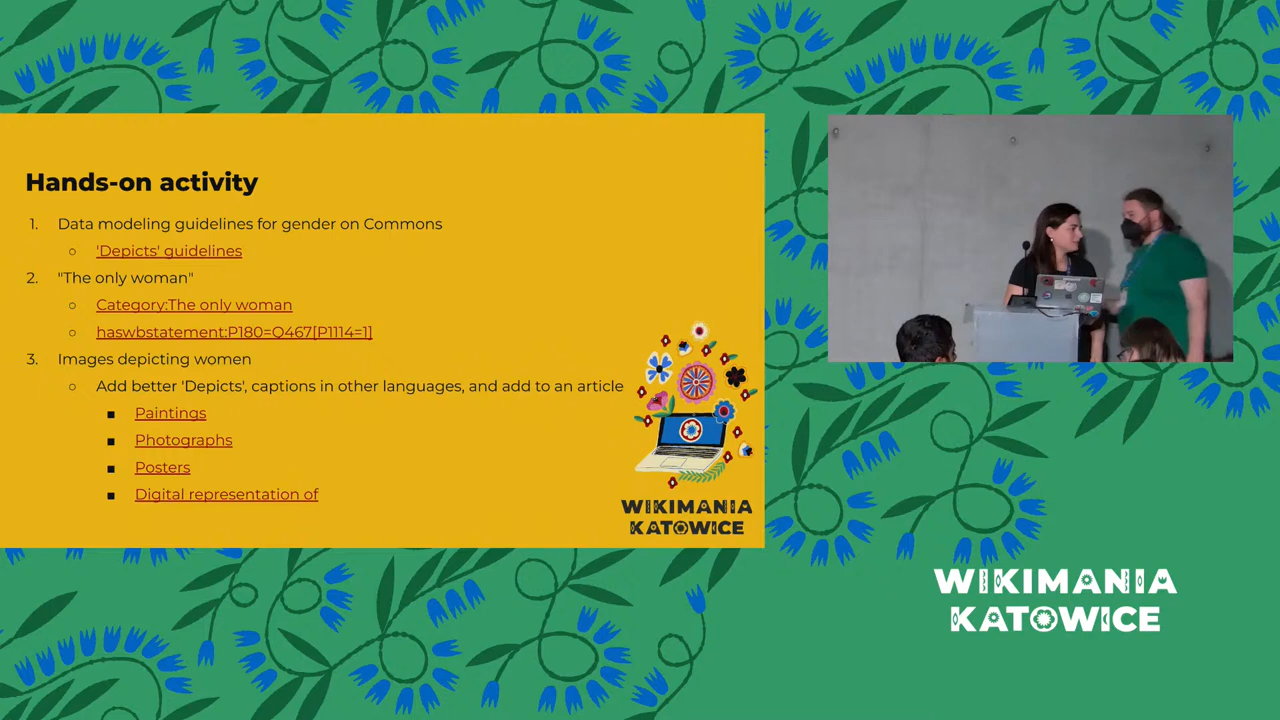 Hands-on activity
1. Data modeling guidelines for gender on Commons
○ 'Depicts' guidelines
2. "The only woman"
○ Category:The only woman
○ haswbstatement:P180=Q467[P1114=1]
3. Images depicting women
○ Add better 'Depicts', captions in other languages, and add to an article
■ Paintings
■ Photographs
■ Posters
■ Digital representation of
WIKIMANIA
KATOWICE
WIKIMANIA
KATOWICE